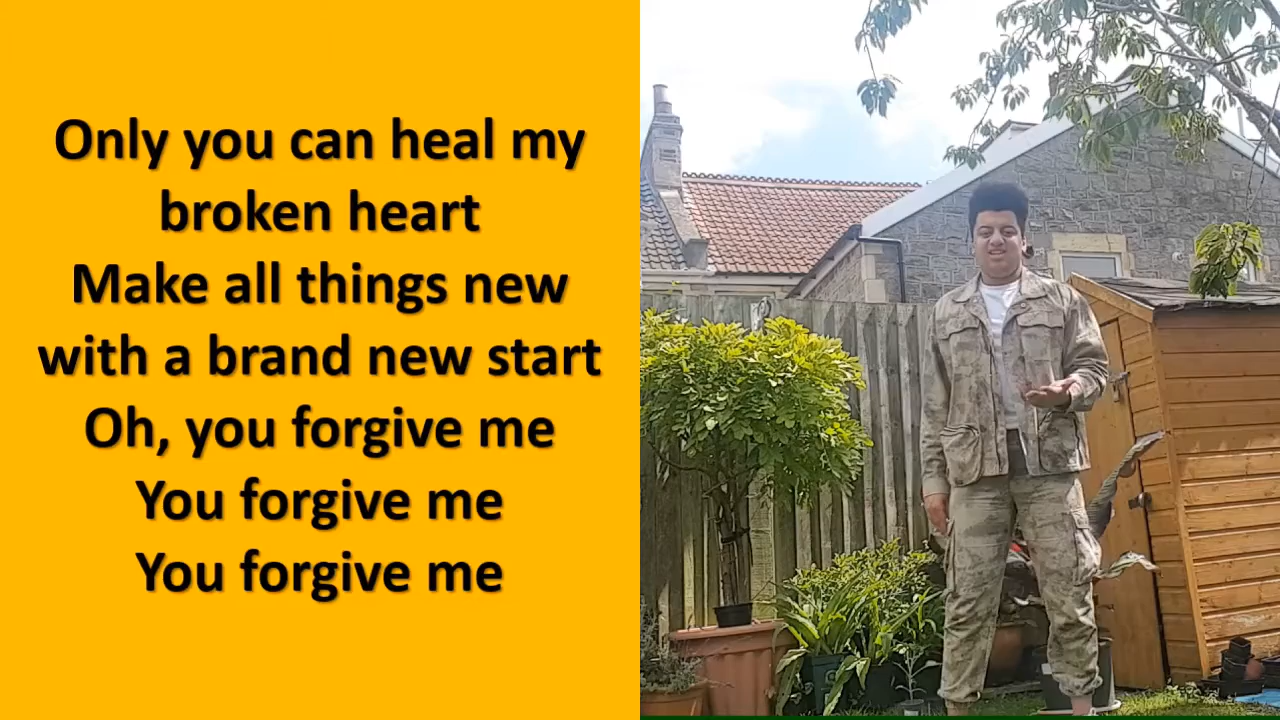 Only you can heal my
broken heart
Make all things new
with a brand new start
Oh, you forgive me
You forgive me
You forgive me